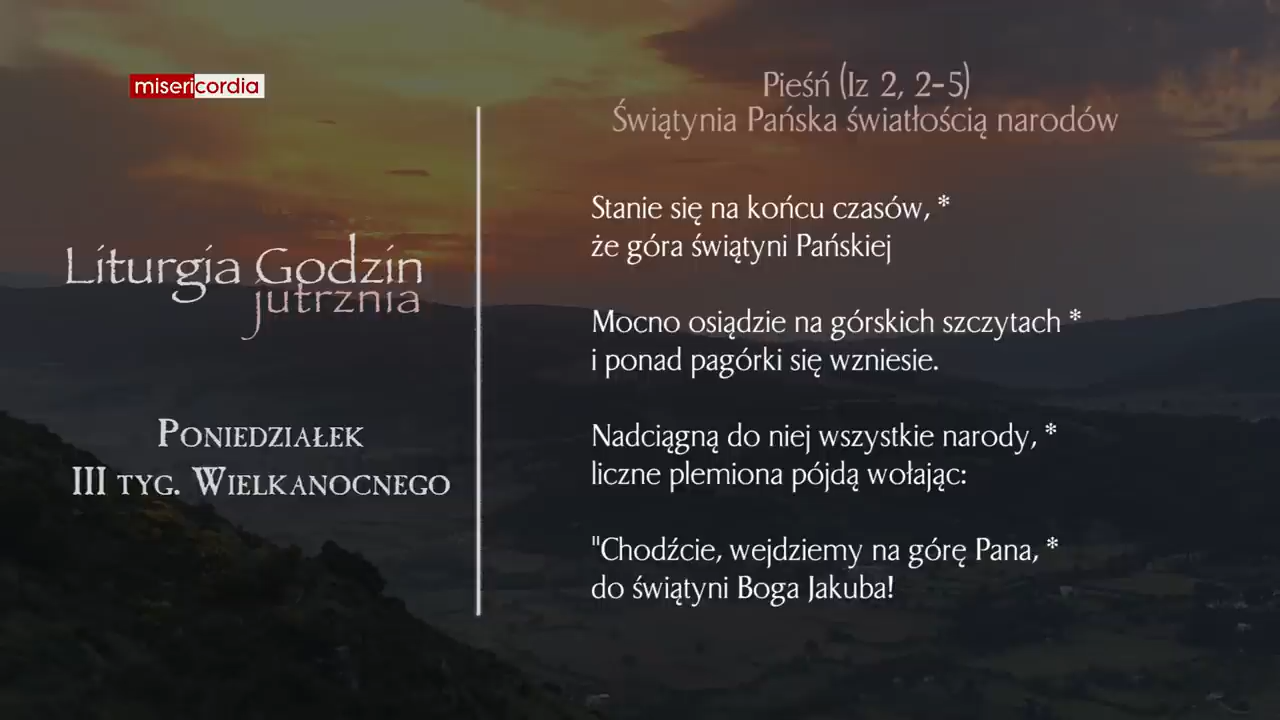 misericordia
Liturgia Godzin
jutrznia
Poniedziałek
III tyg. Wielkanocnego
Pieśń (Iz 2, 2-5)
Świątynia Pańska światłością narodów
Stanie się na końcu czasów, *
że góra świątyni Pańskiej
Mocno osiądzie na górskich szczytach *
i ponad pagórki się wzniesie.
Nadciągną do niej wszystkie narody, *
liczne plemiona pójdą wołając:
"Chodźcie, wejdziemy na górę Pana, *
do świątyni Boga Jakuba!